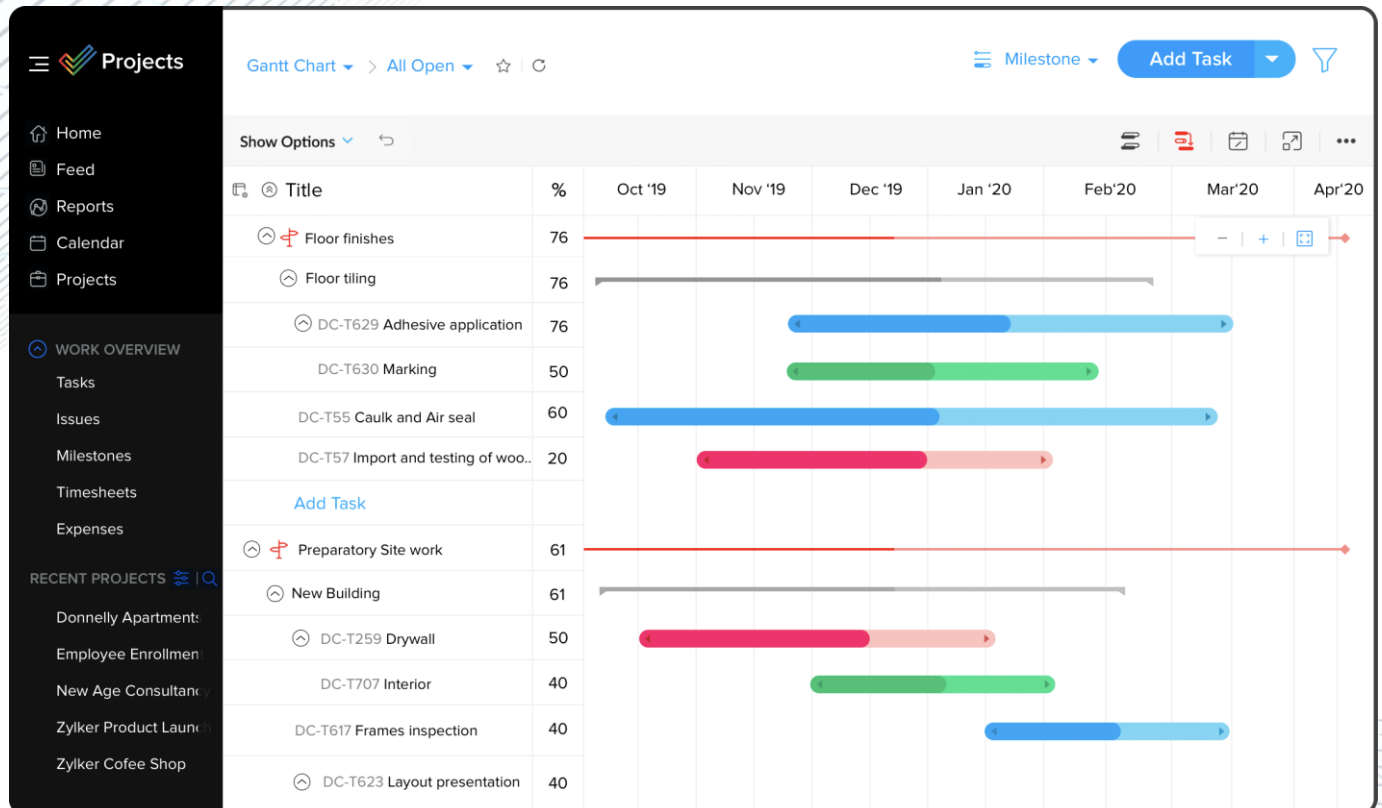 Projects
Gantt Chart > All Open
Milestone
Add Task
Home
Feed
Reports
Calendar
Projects
WORK OVERVIEW
Tasks
Issues
Milestones
Timesheets
Expenses
RECENT PROJECTS
Donnelly Apartments
Employee Enrollmen
New Age Consultancy
Zylker Product Launch
Zylker Cofee Shop
Show Options
Title % Oct ‘19 Nov ‘19 Dec ‘19 Jan ‘20 Feb‘20 Mar‘20 Apr‘20
Floor finishes 76
Floor tiling 76
DC-T629 Adhesive application 76
DC-T630 Marking 50
DC-T55 Caulk and Air seal 60
DC-T57 Import and testing of woo.. 20
Add Task
Preparatory Site work 61
New Building 61
DC-T259 Drywall 50
DC-T707 Interior 40
DC-T617 Frames inspection 40
DC-T623 Layout presentation 40